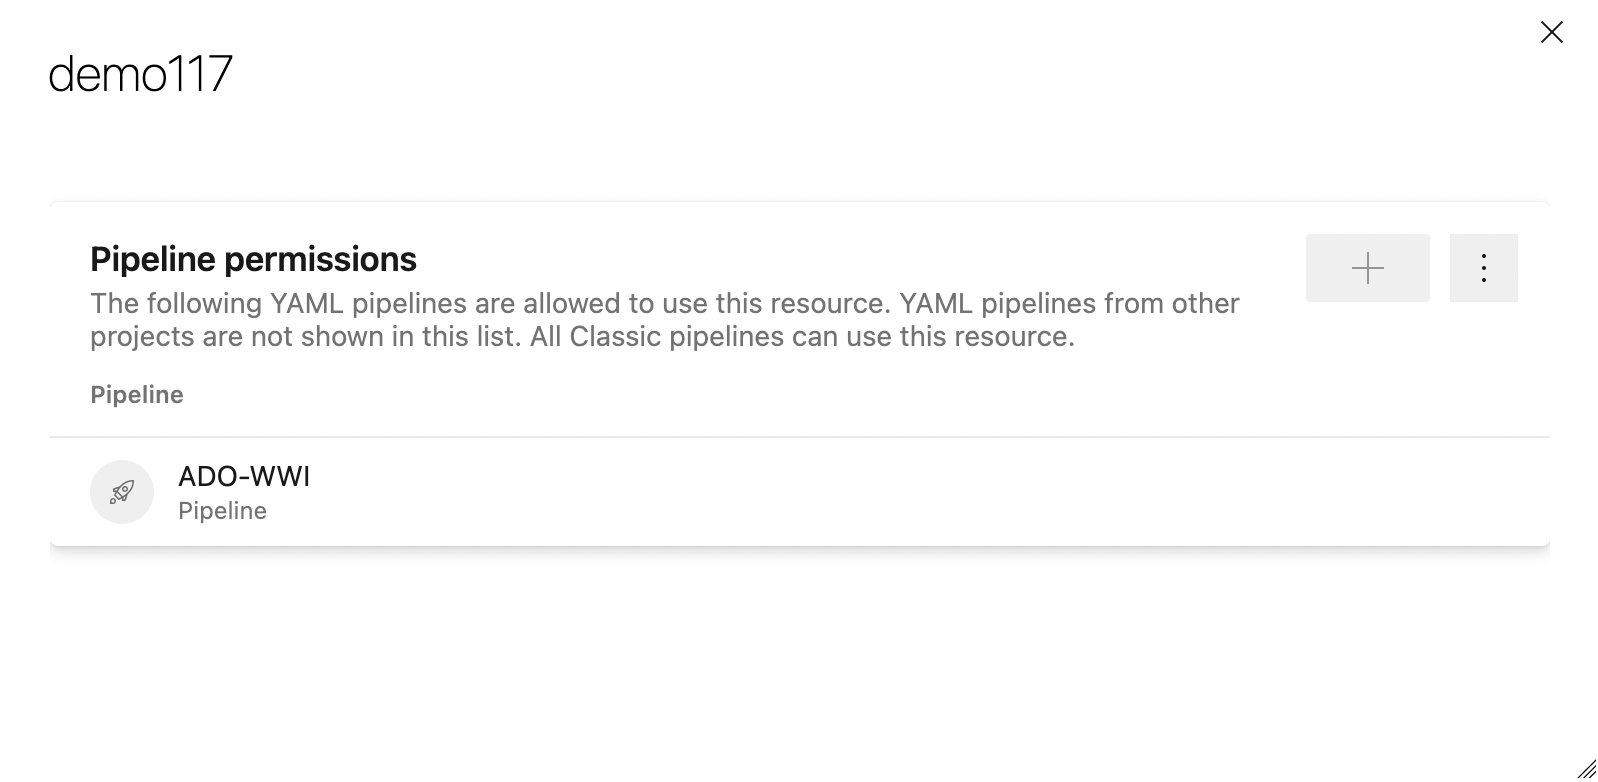 demo117
Pipeline permissions
The following YAML pipelines are allowed to use this resource. YAML pipelines from other
projects are not shown in this list. All Classic pipelines can use this resource.
Pipeline
ADO-WWI
Pipeline